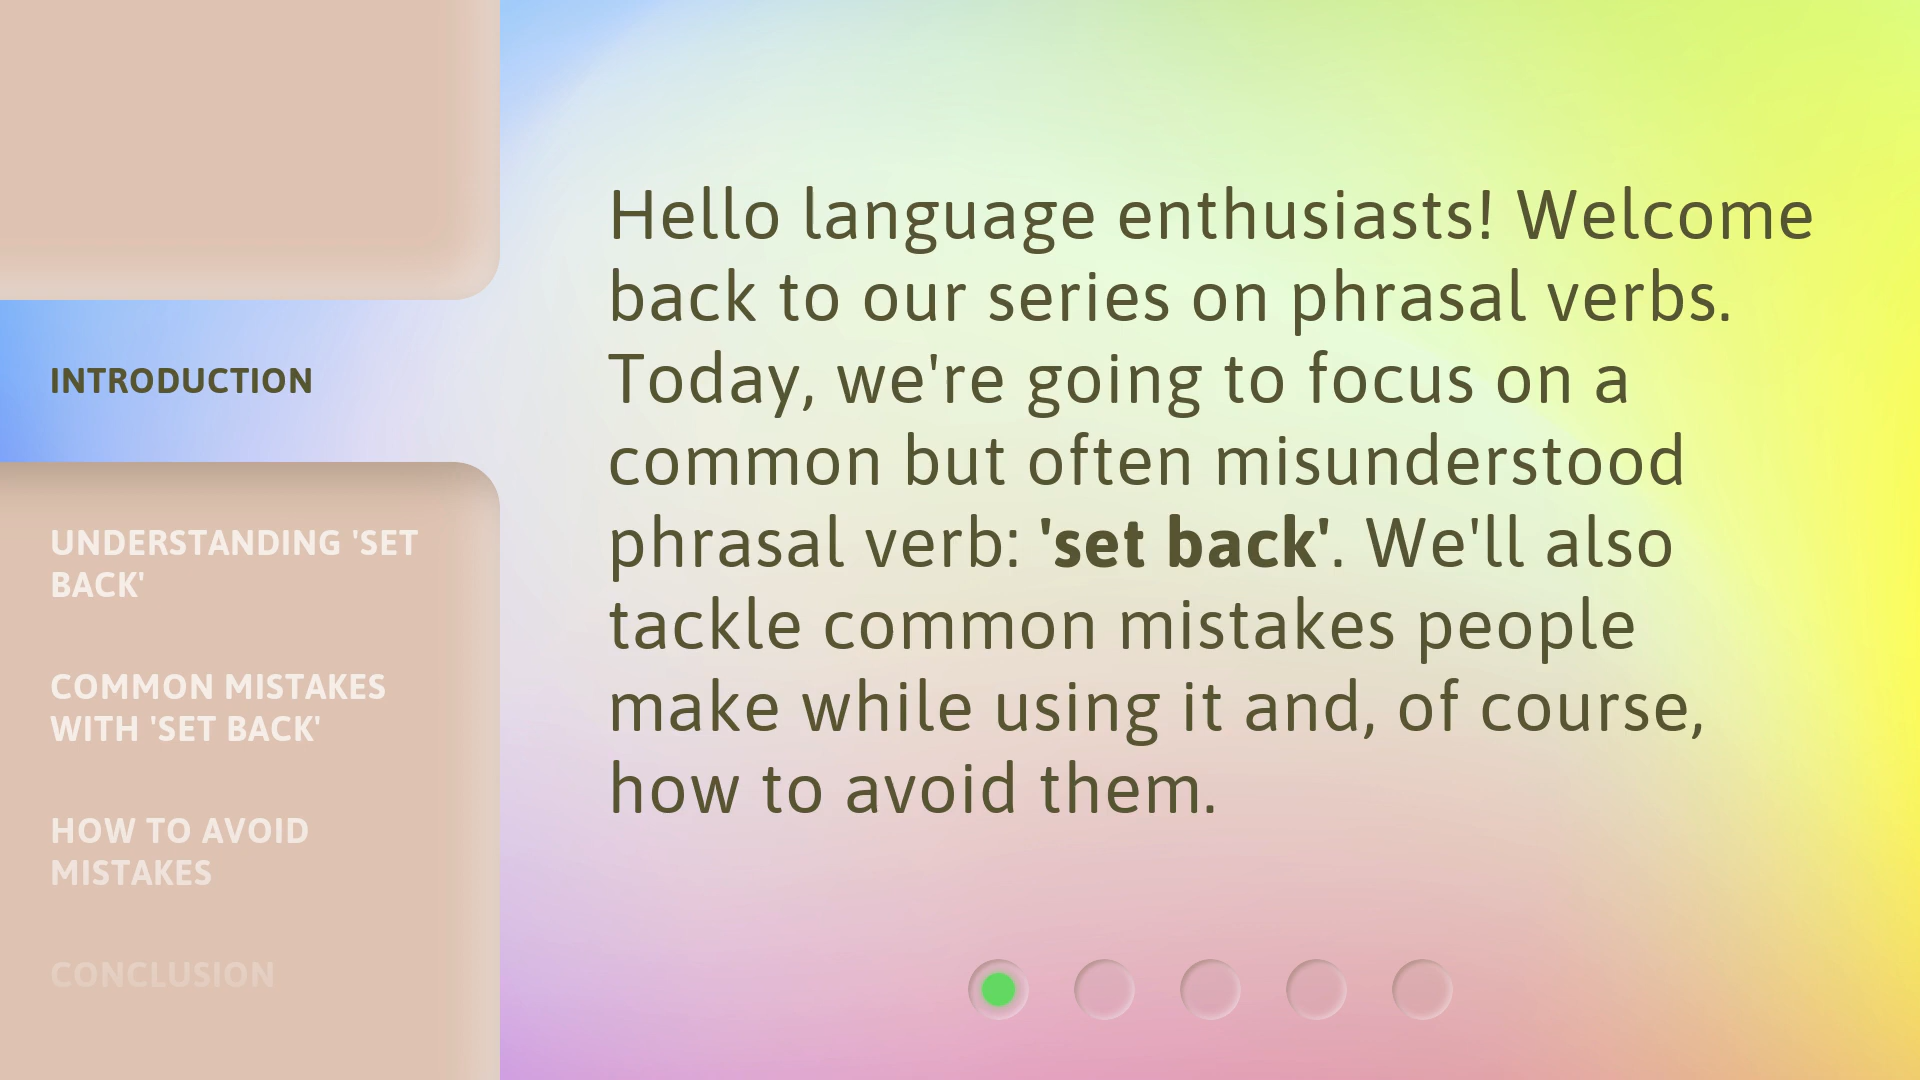 INTRODUCTION
UNDERSTANDING 'SET
BACK'
COMMON MISTAKES
WITH 'SET BACK'
HOW TO AVOID
MISTAKES
CONCLUSION
Hello language enthusiasts! Welcome
back to our series on phrasal verbs.
Today, we're going to focus on a
common but often misunderstood
phrasal verb: 'set back'. We'll also
tackle common mistakes people
make while using it and, of course,
how to avoid them.